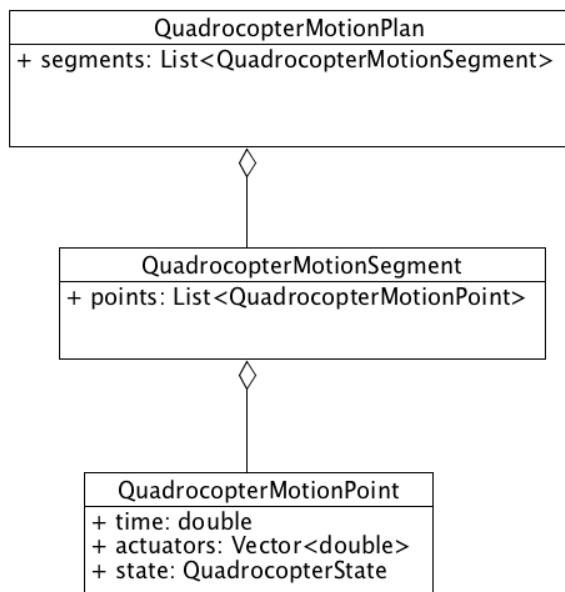 QuadrocopterMotionPlan
+ segments: List<QuadrocopterMotionSegment>
QuadrocopterMotionSegment
+ points: List<QuadrocopterMotionPoint>
QuadrocopterMotionPoint
+ time: double
+ actuators: Vector<double>
+ state: QuadrocopterState